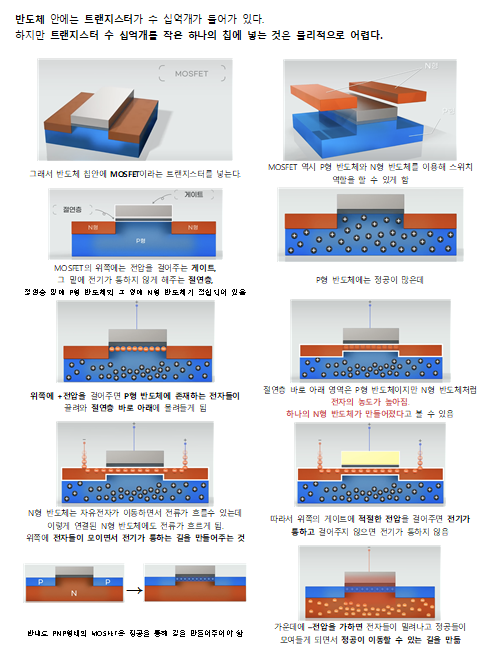 반도체 안에는 트랜지스터가 수 십억개가 들어가 있다.
하지만 트랜지스터 수 십억개를 작은 하나의 칩에 넣는 것은 물리적으로 어렵다.
MOSFET
N형
P형
그래서 반도체 칩안에 MOSFET이라는 트랜지스터를 넣는다.
MOSFET 역시 P형 반도체와 N형 반도체를 이용해 스위치
역할을 할 수 있게 함
게이트
절연층
N형
N형
P형
MOSFET의 위쪽에는 전압을 걸어주는 게이트,
그 밑에 전기가 통하지 않게 해주는 절연층,
절연층 밑에 P형 반도체와 그 옆에 N형 반도체가 접합되어 있음
P형 반도체에는 정공이 많은데
위쪽에 +전압을 걸어주면 P형 반도체에 존재하는 전자들이
끌려와 절연층 바로 아래에 몰려들게 됨
절연층 바로 아래 영역은 P형 반도체이지만 N형 반도체처럼
전자의 농도가 높아짐.
하나의 N형 반도체가 만들어졌다고 볼 수 있음
N형 반도체는 자유전자가 이동하면서 전류가 흐를수 있는데
이렇게 연결된 N형 반도체에도 전류가 흐르게 됨.
위쪽에 전자들이 모이면서 전기가 통하는 길을 만들어주는 것
따라서 위쪽의 게이트에 적절한 전압을 걸어주면 전기가
통하고 걸어주지 않으면 전기가 통하지 않음
P
P
N
→
반대로 PNP형태의 MOSFET은 정공을 통해 길을 만들어주어야 함
가운데에 –전압을 가하면 전자들이 밀려나고 정공들이
모여들게 되면서 정공이 이동할 수 있는 길을 만듦